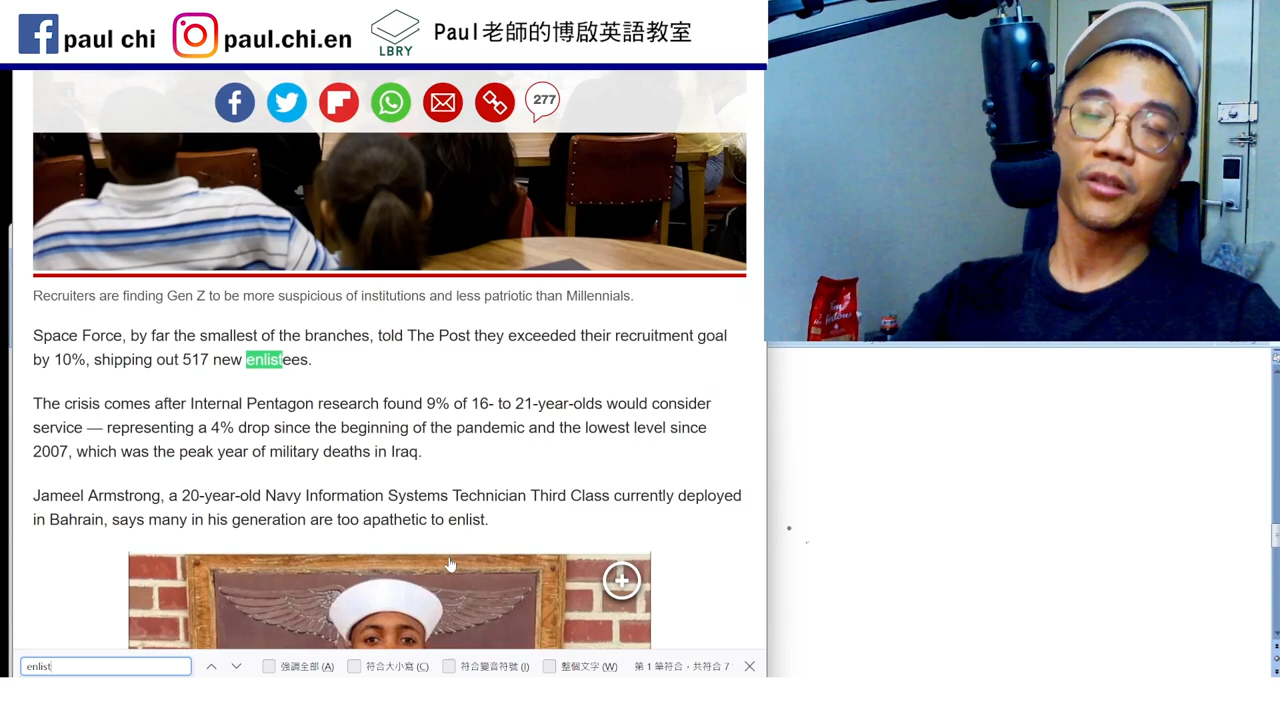 paul chi
paul.chi.en
LBRY
Paul老師的博啟英語教室
277
Recruiters are finding Gen Z to be more suspicious of institutions and less patriotic than Millennials.
Space Force, by far the smallest of the branches, told The Post they exceeded their recruitment goal
by 10%, shipping out 517 new enlistees.
The crisis comes after Internal Pentagon research found 9% of 16- to 21-year-olds would consider
service — representing a 4% drop since the beginning of the pandemic and the lowest level since
2007, which was the peak year of military deaths in Iraq.
Jameel Armstrong, a 20-year-old Navy Information Systems Technician Third Class currently deployed
in Bahrain, says many in his generation are too apathetic to enlist.
enlist
強調全部 (A)
符合大小寫 (C)
符合變音符號 (I)
整個文字 (W)
第 1 筆符合，共符合 7